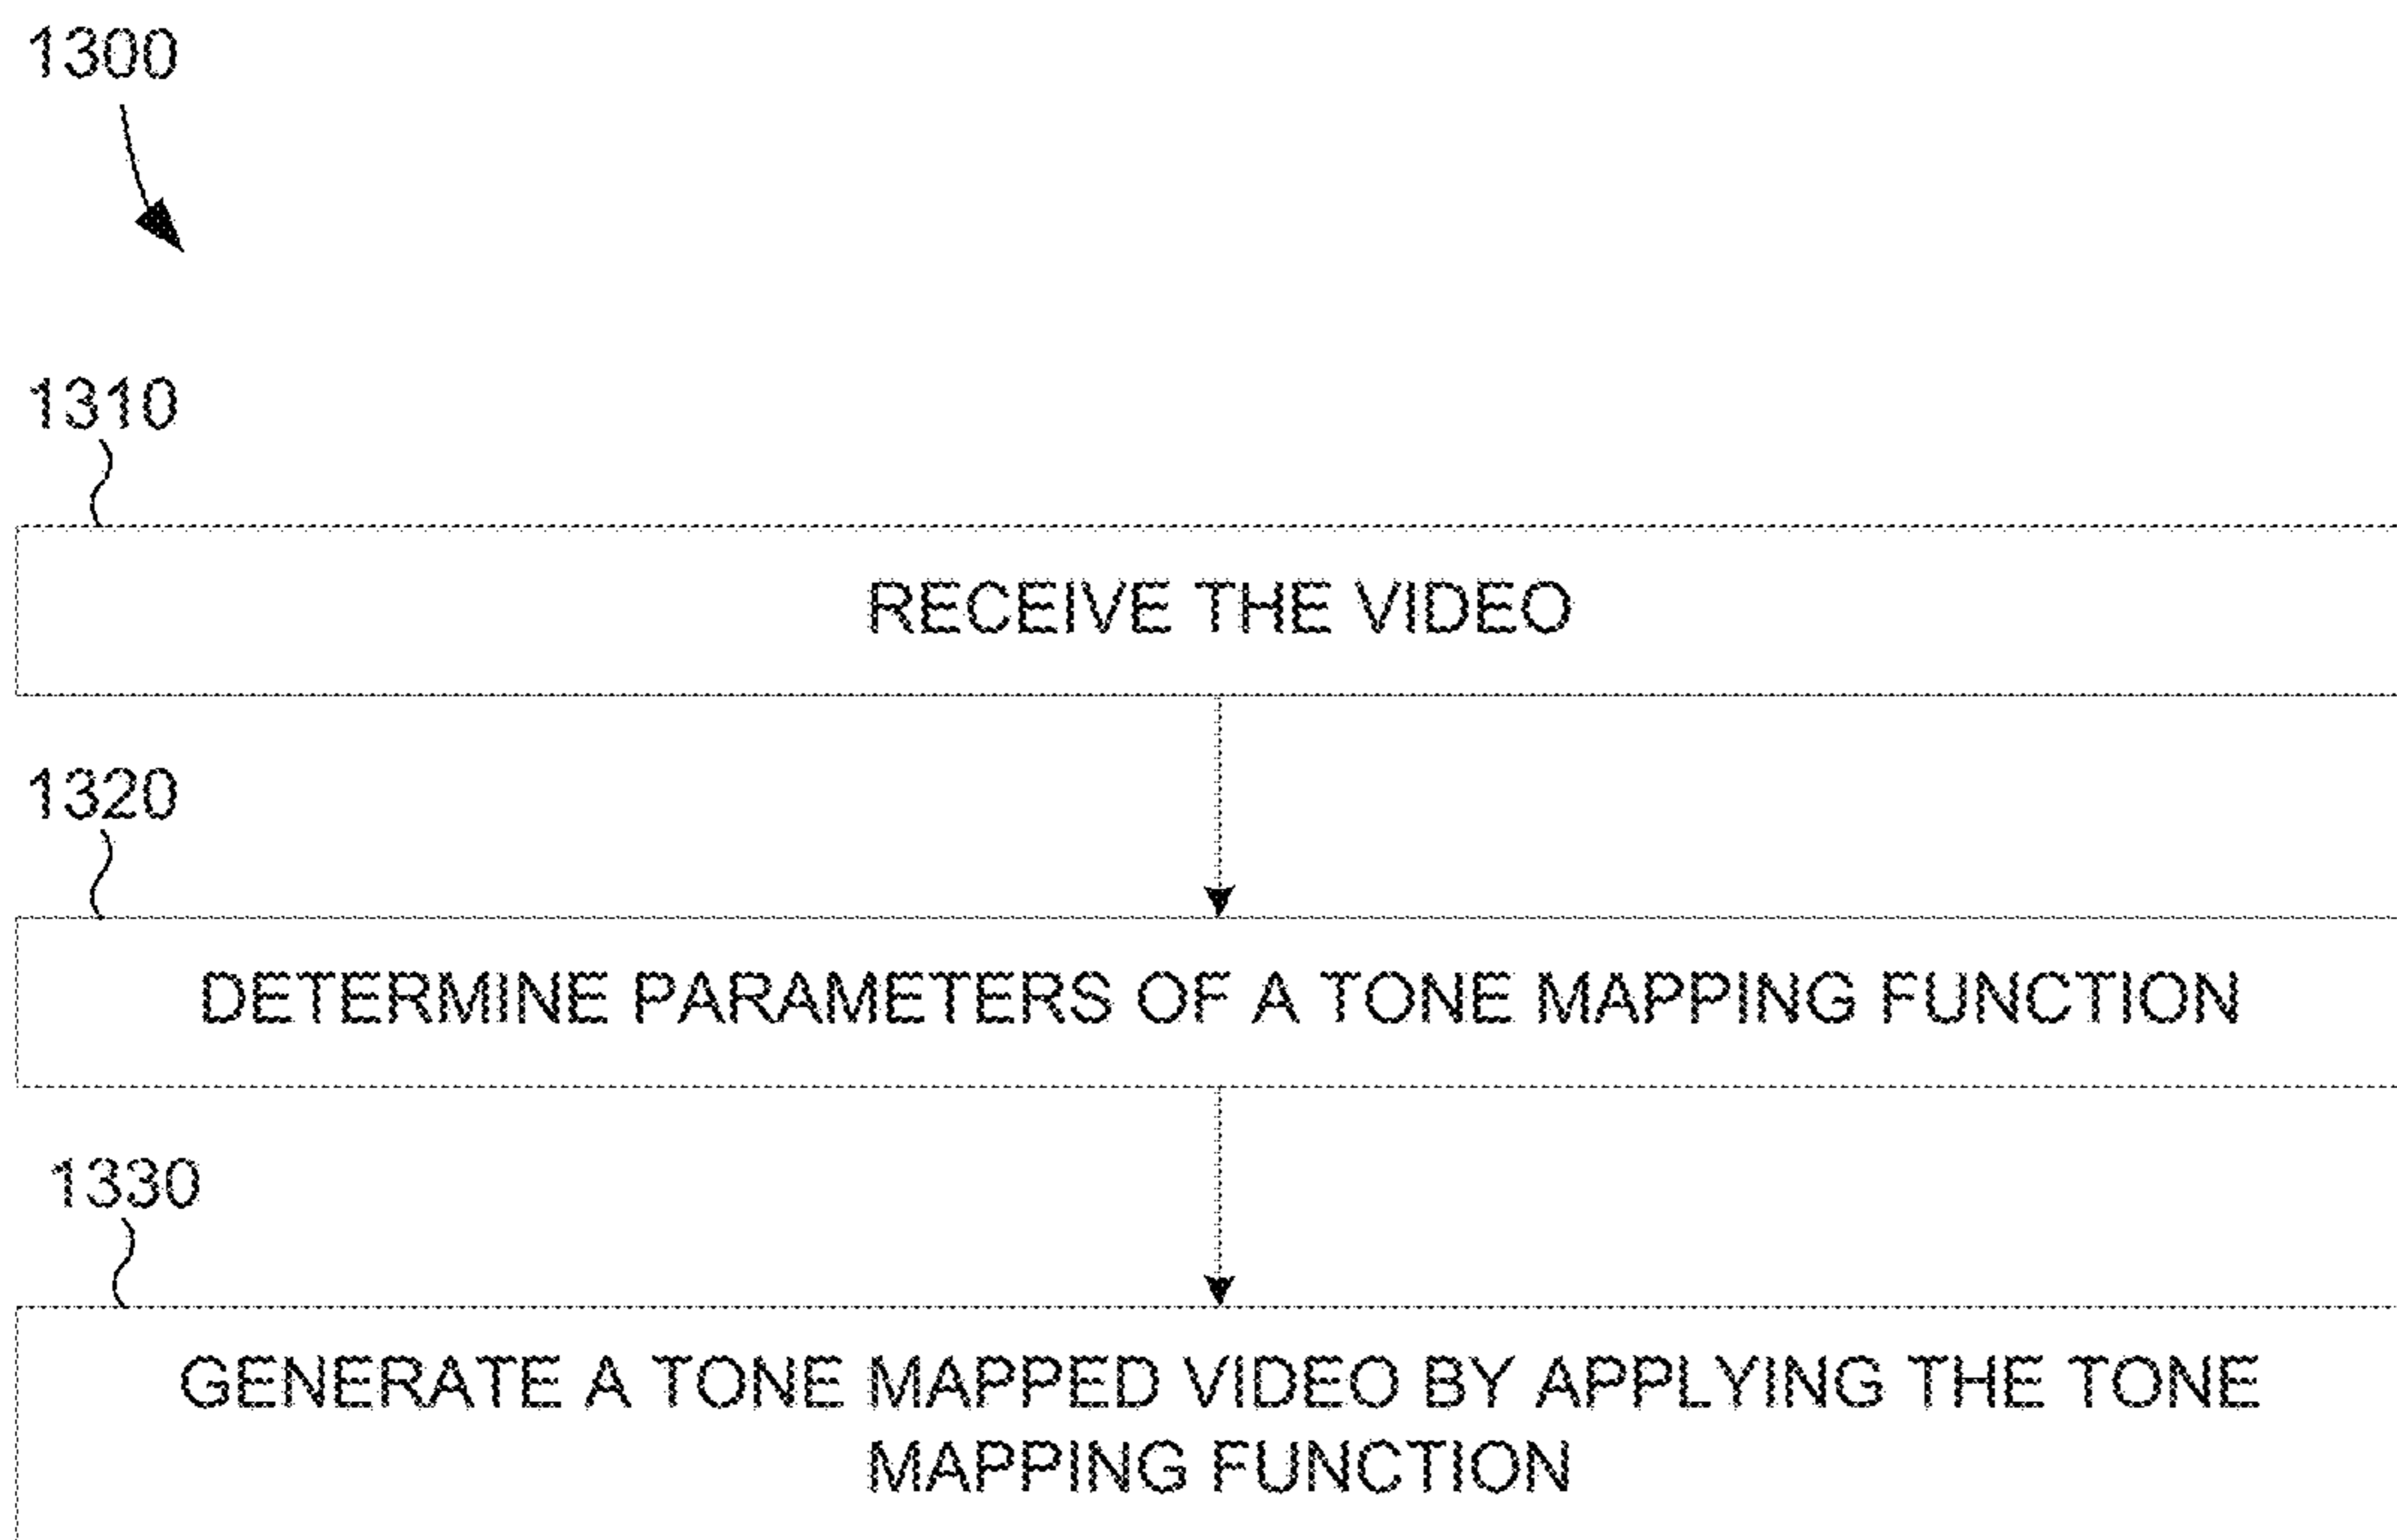 1300
1310
RECEIVE THE VIDEO
1320
DETERMINE PARAMETERS OF A TONE MAPPING FUNCTION
1330
GENERATE A TONE MAPPED VIDEO BY APPLYING THE TONE
MAPPING FUNCTION